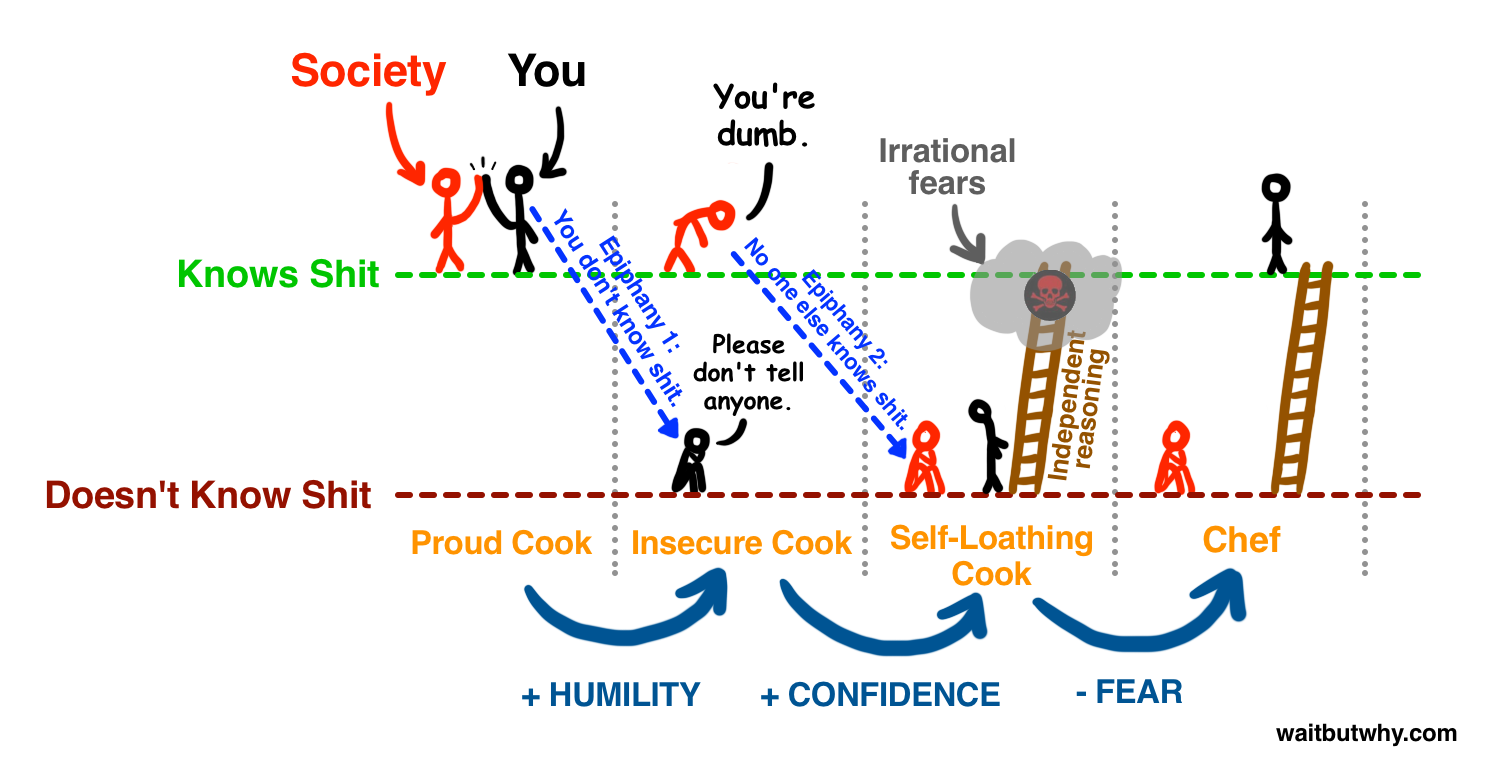 Society
You
You're
dumb.
Irrational
fears
Knows Shit
Epiphany 1:
You don't know shit.
Epiphany 2:
No one else knows shit.
Please
don't tell
anyone.
Independent
reasoning
Doesn't Know Shit
Proud Cook
Insecure Cook
Self-Loathing
Cook
Chef
+ HUMILITY
+ CONFIDENCE
- FEAR
waitbutwhy.com